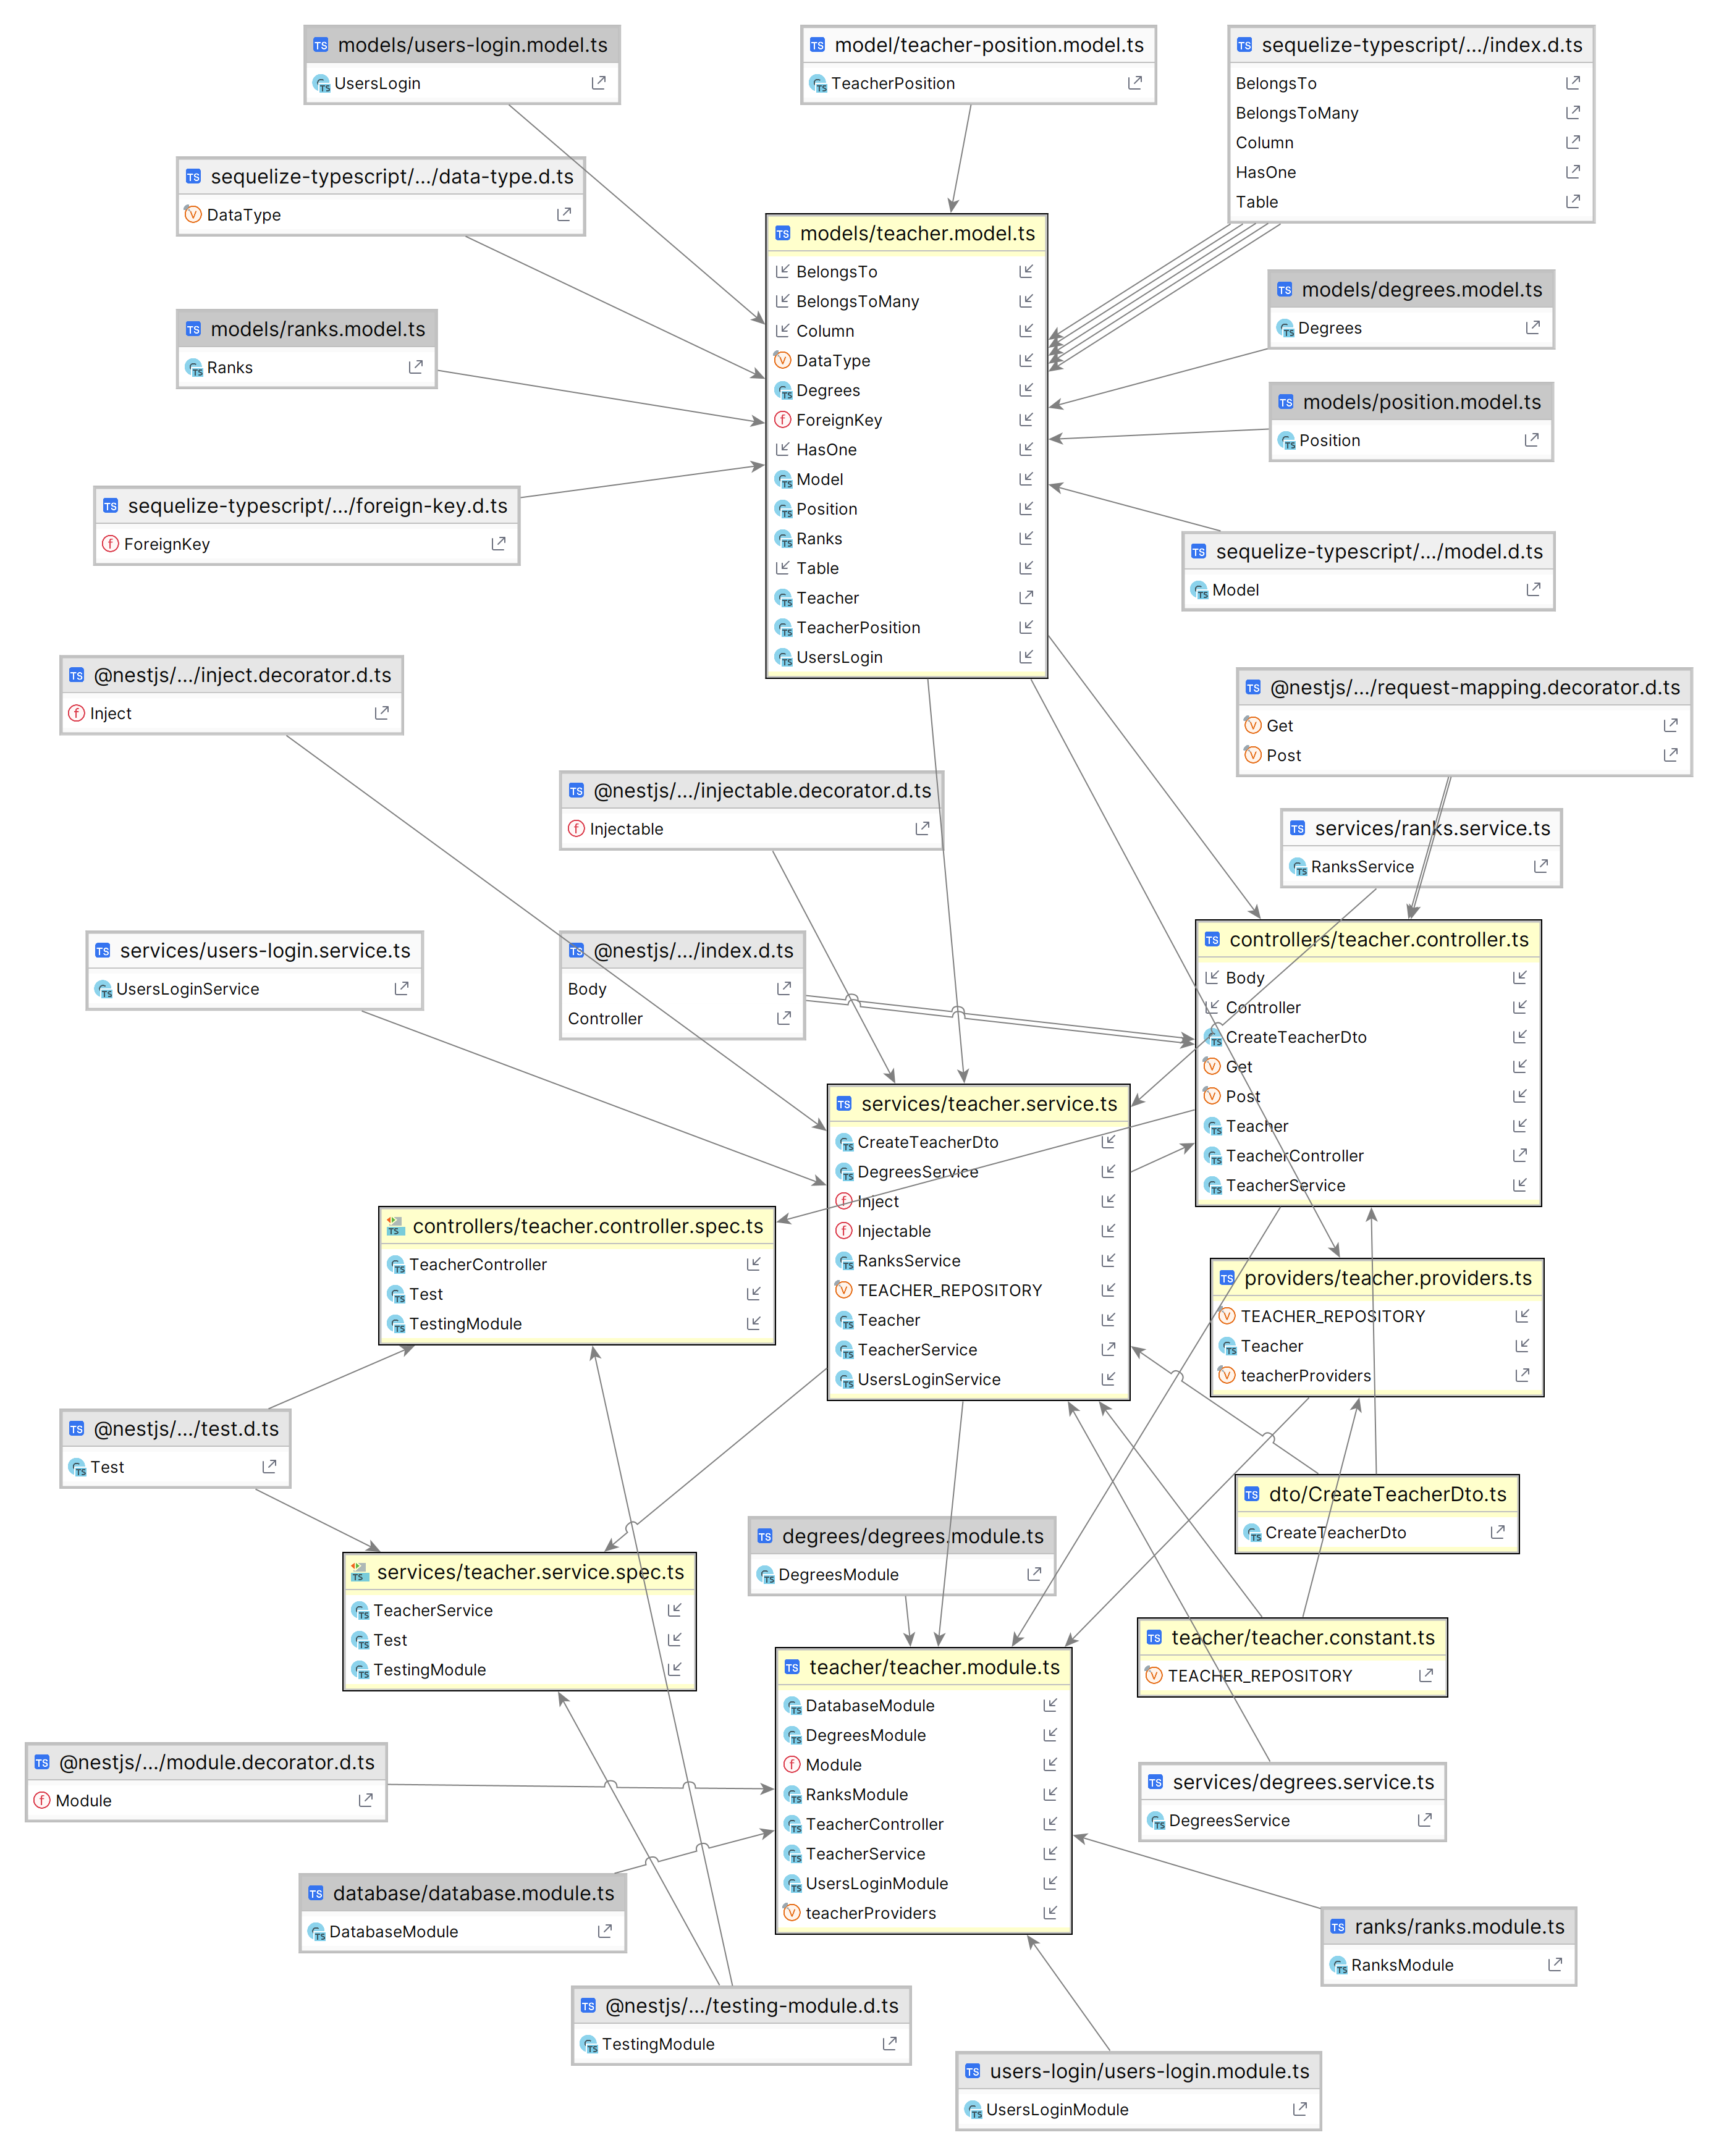 models/users-login.model.ts
UsersLogin
model/teacher-position.model.ts
TeacherPosition
sequelize-typescript/.../index.d.ts
BelongsTo
BelongsToMany
Column
HasOne
Table
sequelize-typescript/.../data-type.d.ts
DataType
models/teacher.model.ts
BelongsTo
BelongsToMany
Column
DataType
Degrees
ForeignKey
HasOne
Model
Position
Ranks
Table
Teacher
TeacherPosition
UsersLogin
models/degrees.model.ts
Degrees
models/ranks.model.ts
Ranks
models/position.model.ts
Position
sequelize-typescript/.../foreign-key.d.ts
ForeignKey
sequelize-typescript/.../model.d.ts
Model
@nestjs/.../inject.decorator.d.ts
Inject
@nestjs/.../request-mapping.decorator.d.ts
Get
Post
@nestjs/.../injectable.decorator.d.ts
Injectable
services/ranks.service.ts
RanksService
services/users-login.service.ts
UsersLoginService
@nestjs/.../index.d.ts
Body
Controller
controllers/teacher.controller.ts
Body
Controller
CreateTeacherDto
Get
Post
Teacher
TeacherController
TeacherService
services/teacher.service.ts
CreateTeacherDto
DegreesService
Inject
Injectable
RanksService
TEACHER_REPOSITORY
Teacher
TeacherService
UsersLoginService
controllers/teacher.controller.spec.ts
TeacherController
Test
TestingModule
providers/teacher.providers.ts
TEACHER_REPOSITORY
Teacher
teacherProviders
@nestjs/.../test.d.ts
Test
dto/CreateTeacherDto.ts
CreateTeacherDto
degrees/degrees.module.ts
DegreesModule
services/teacher.service.spec.ts
TeacherService
Test
TestingModule
teacher/teacher.constant.ts
TEACHER_REPOSITORY
teacher/teacher.module.ts
DatabaseModule
DegreesModule
Module
RanksModule
TeacherController
TeacherService
UsersLoginModule
teacherProviders
@nestjs/.../module.decorator.d.ts
Module
services/degrees.service.ts
DegreesService
database/database.module.ts
DatabaseModule
ranks/ranks.module.ts
RanksModule
@nestjs/.../testing-module.d.ts
TestingModule
users-login/users-login.module.ts
UsersLoginModule